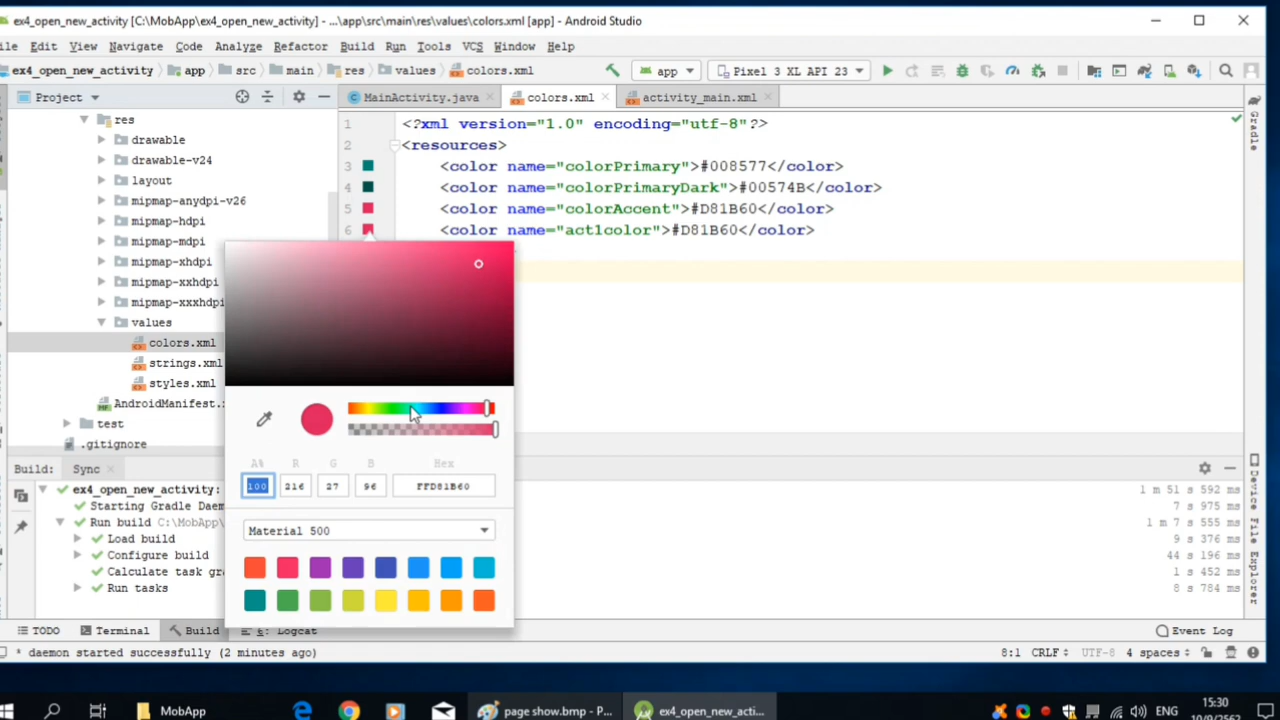 ex4_open_new_activity [C:\MobApp\ex4_open_new_activity] - ...\app\src\main\res\values\colors.xml [app] - Android Studio
ile Edit View Navigate Code Analyze Refactor Build Run Tools VCS Window Help
ex4_open_new_activity app src main res values colors.xml app Pixel 3 XL API 23
Project
MainActivity.java colors.xml activity_main.xml
Gradle
res
drawable
drawable-v24
layout
mipmap-anydpi-v26
mipmap-hdpi
mipmap-mdpi
mipmap-xhdpi
mipmap-xxhdpi
mipmap-xxxhdpi
values
colors.xml
strings.xml
styles.xml
AndroidManifest.
test
.gitignore
1 <?xml version="1.0" encoding="utf-8"?>
2 <resources>
3 <color name="colorPrimary">#008577</color>
4 <color name="colorPrimaryDark">#00574B</color>
5 <color name="colorAccent">#D81B60</color>
6 <color name="act1color">#D81B60</color>
A% R G B Hex
100 216 27 96 FFD81B60
Material 500
Build: Sync
ex4_open_new_activity: 1 m 51 s 592 ms
Starting Gradle Daem 7 s 975 ms
Run build C:\MobApp\ 1 m 7 s 555 ms
Load build 9 s 376 ms
Configure build 44 s 196 ms
Calculate task gra 1 s 452 ms
Run tasks 8 s 784 ms
Device File Explorer
TODO Terminal Build 6: Logcat Event Log
* daemon started successfully (2 minutes ago) 8:1 CRLF UTF-8 4 spaces
MobApp page show.bmp - P... ex4_open_new_acti... ENG 15:30